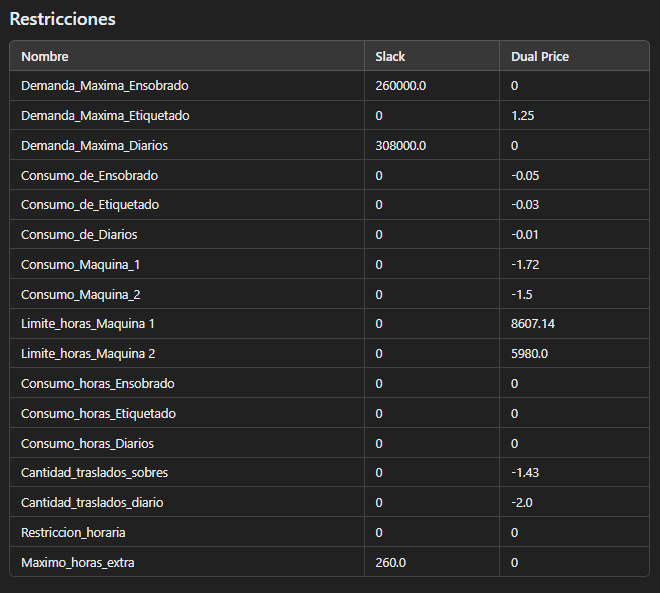 Restricciones
Nombre Slack Dual Price
Demanda_Maxima_Ensobrado 260000.0 0
Demanda_Maxima_Etiquetado 0 1.25
Demanda_Maxima_Diarios 308000.0 0
Consumo_de_Ensobrado 0 -0.05
Consumo_de_Etiquetado 0 -0.03
Consumo_de_Diarios 0 -0.01
Consumo_Maquina_1 0 -1.72
Consumo_Maquina_2 0 -1.5
Limite_horas_Maquina 1 0 8607.14
Limite_horas_Maquina 2 0 5980.0
Consumo_horas_Ensobrado 0 0
Consumo_horas_Etiquetado 0 0
Consumo_horas_Diarios 0 0
Cantidad_traslados_sobres 0 -1.43
Cantidad_traslados_diario 0 -2.0
Restriccion_horaria 0 0
Maximo_horas_extra 260.0 0